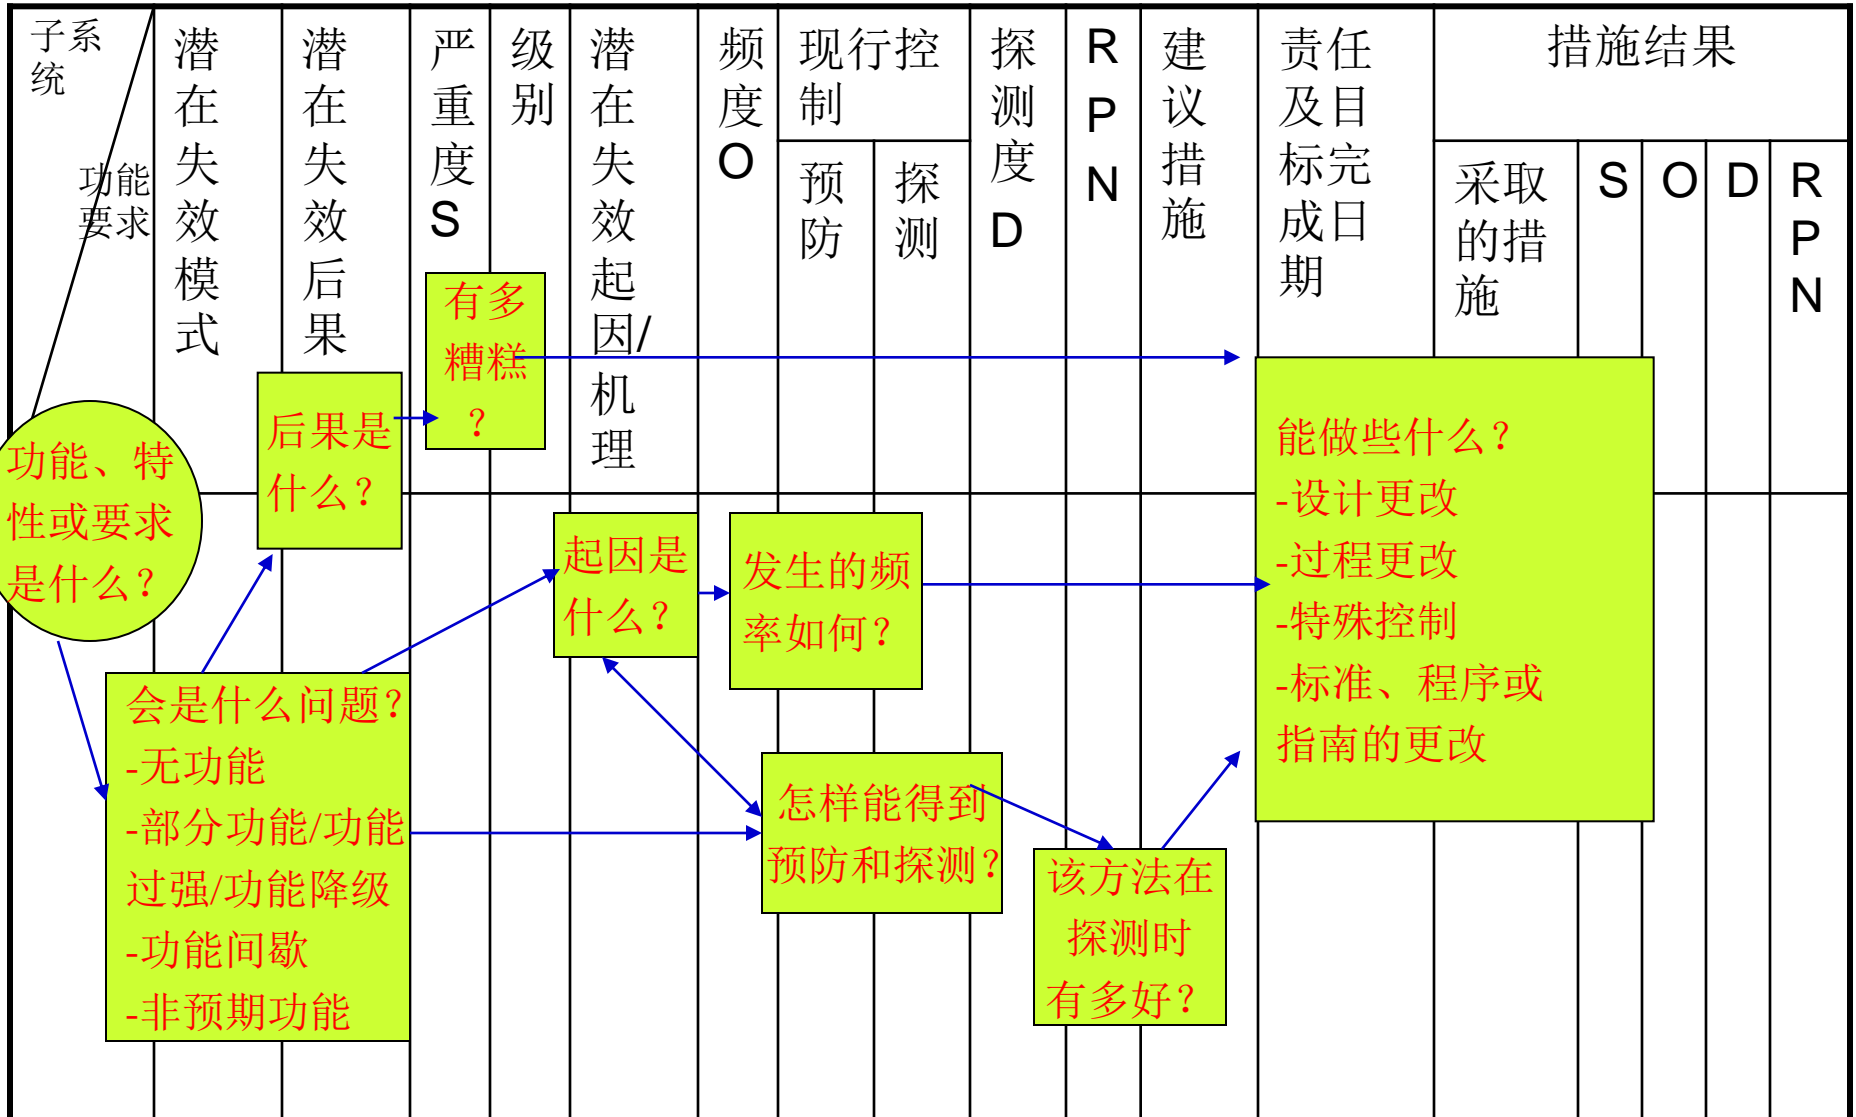 子系
统
功能
要求
潜
在
失
效
模
式
潜
在
失
效
后
果
严
重
度
S
级
别
潜
在
失
效
起
因/
机
理
频
度
O
现行控
制
预
防
探
测
探
测
度
D
R
P
N
建
议
措
施
责任
及目
标完
成日
期
措施结果
采取
的措
施
S
O
D
R
P
N
功能、特
性或要求
是什么?
后果是
什么?
有多
糟糕
?
会是什么问题?
-无功能
-部分功能/功能
过强/功能降级
-功能间歇
-非预期功能
起因是
什么?
发生的频
率如何?
怎样能得到
预防和探测?
该方法在
探测时
有多好?
能做些什么?
-设计更改
-过程更改
-特殊控制
-标准、程序或
指南的更改